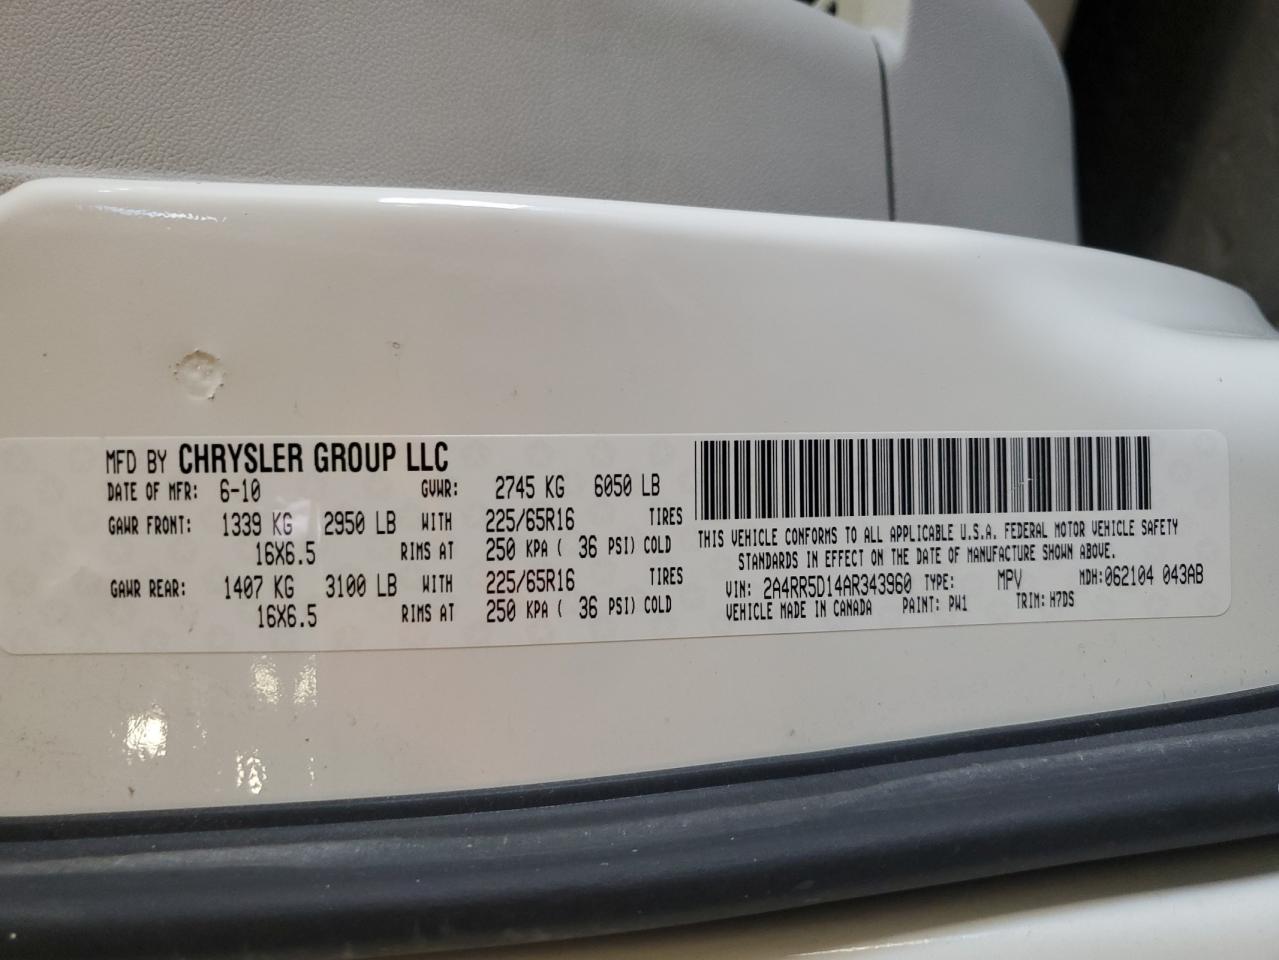 MFD BY CHRYSLER GROUP LLC
DATE OF MFR: 6-10 GVWR: 2745 KG 6050 LB
GAWR FRONT: 1339 KG 2950 LB WITH 225/65R16 TIRES
16X6.5 RIMS AT 250 KPA ( 36 PSI) COLD
GAWR REAR: 1407 KG 3100 LB WITH 225/65R16 TIRES
16X6.5 RIMS AT 250 KPA ( 36 PSI) COLD
THIS VEHICLE CONFORMS TO ALL APPLICABLE U.S.A. FEDERAL MOTOR VEHICLE SAFETY
STANDARDS IN EFFECT ON THE DATE OF MANUFACTURE SHOWN ABOVE.
VIN: 2A4RR5D14AR343960 TYPE: MPV MDH:062104 043AB
VEHICLE MADE IN CANADA PAINT: PW1 TRIM: H7DS